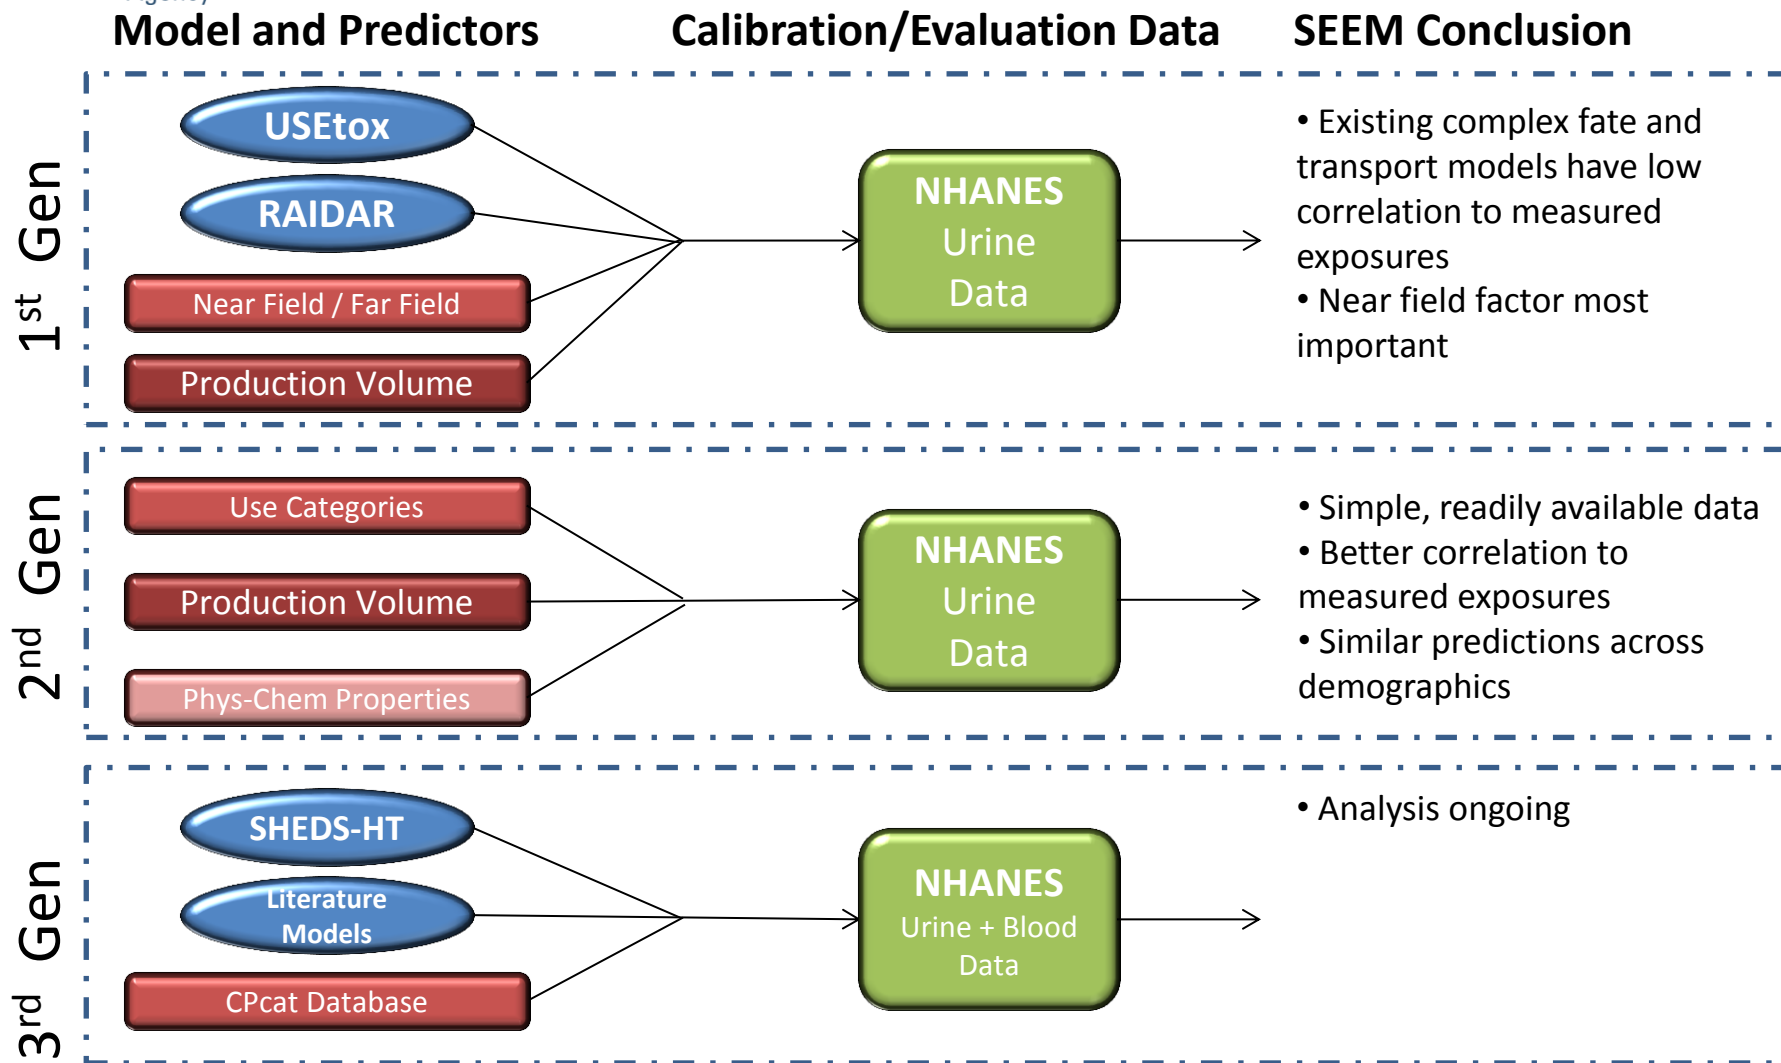 Agency
Model and Predictors
Calibration/Evaluation Data
SEEM Conclusion
1st Gen
USEtox
RAIDAR
Near Field / Far Field
Production Volume
NHANES
Urine
Data
• Existing complex fate and
transport models have low
correlation to measured
exposures
• Near field factor most
important
2nd Gen
Use Categories
Production Volume
Phys-Chem Properties
NHANES
Urine
Data
• Simple, readily available data
• Better correlation to
measured exposures
• Similar predictions across
demographics
3rd Gen
SHEDS-HT
Literature
Models
CPcat Database
NHANES
Urine + Blood
Data
• Analysis ongoing